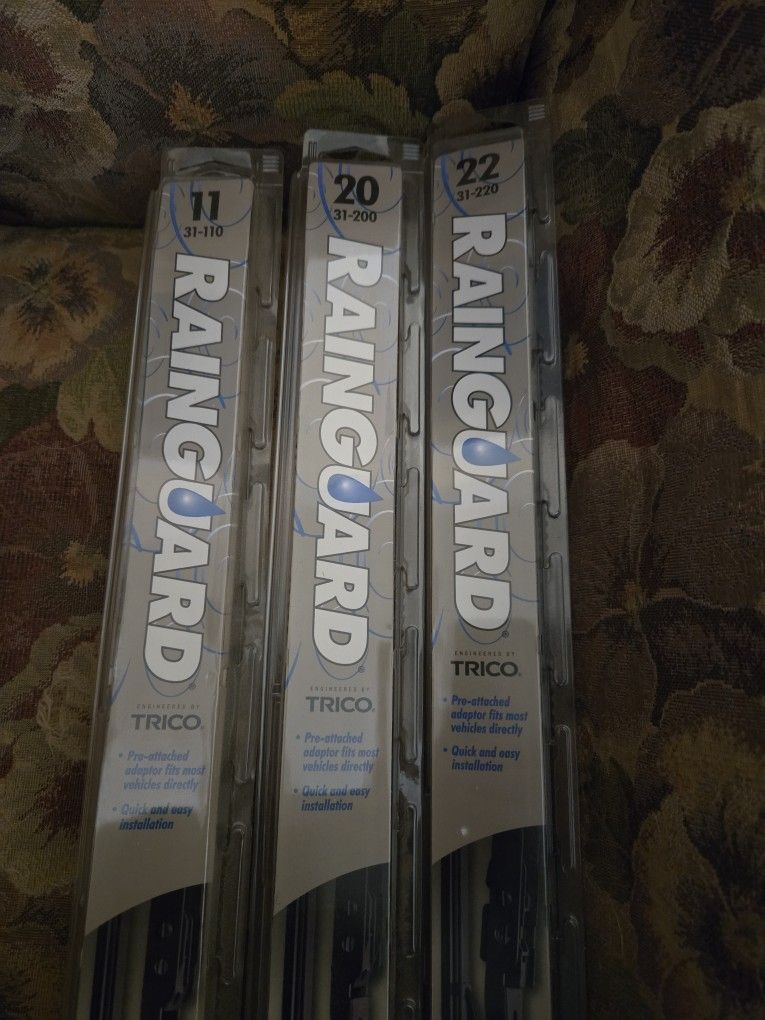 11
31-110
RAINGUARD®
ENGINEERED BY
TRICO®
• Pre-attached
adaptor fits most
vehicles directly
• Quick and easy
installation
20
31-200
RAINGUARD®
ENGINEERED BY
TRICO®
• Pre-attached
adaptor fits most
vehicles directly
• Quick and easy
installation
22
31-220
RAINGUARD®
ENGINEERED BY
TRICO®
• Pre-attached
adaptor fits most
vehicles directly
• Quick and easy
installation